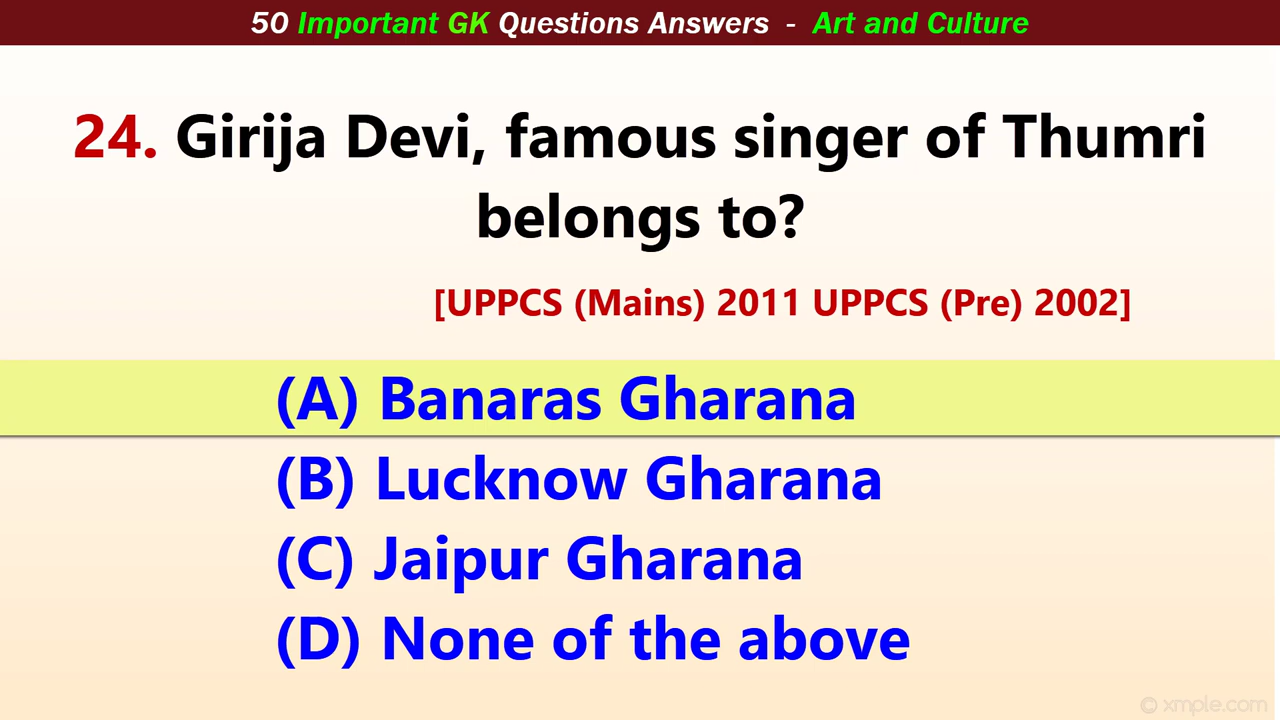 50 Important GK Questions Answers - Art and Culture
24. Girija Devi, famous singer of Thumri
belongs to?
[UPPCS (Mains) 2011 UPPCS (Pre) 2002]
(A) Banaras Gharana
(B) Lucknow Gharana
(C) Jaipur Gharana
(D) None of the above
© xmple.com